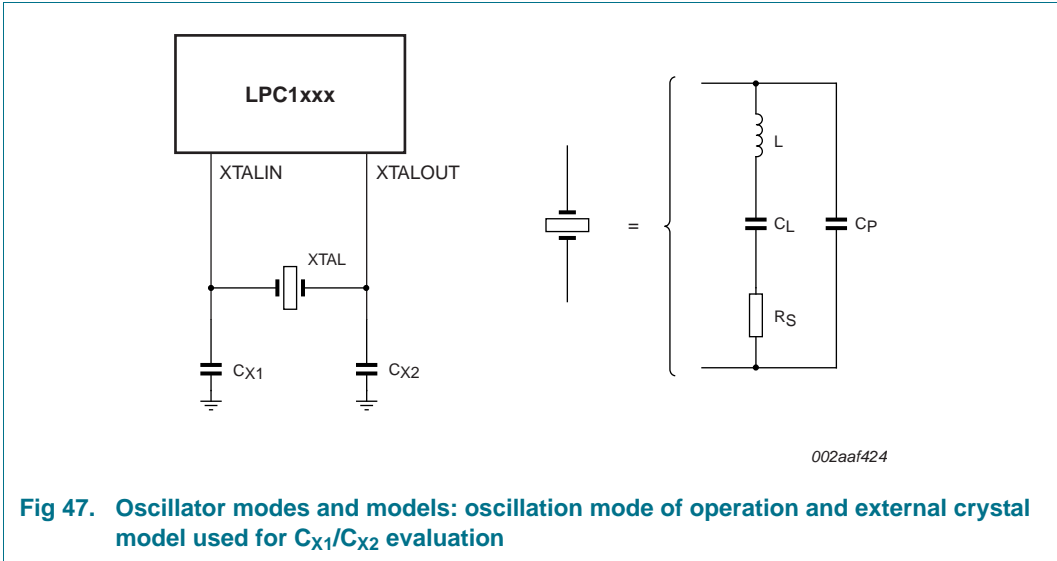 LPC1xxx
XTALIN
XTALOUT
XTAL
CX1
CX2
=
L
CL
CP
RS
002aaf424
Fig 47. Oscillator modes and models: oscillation mode of operation and external crystal
model used for CX1/CX2 evaluation